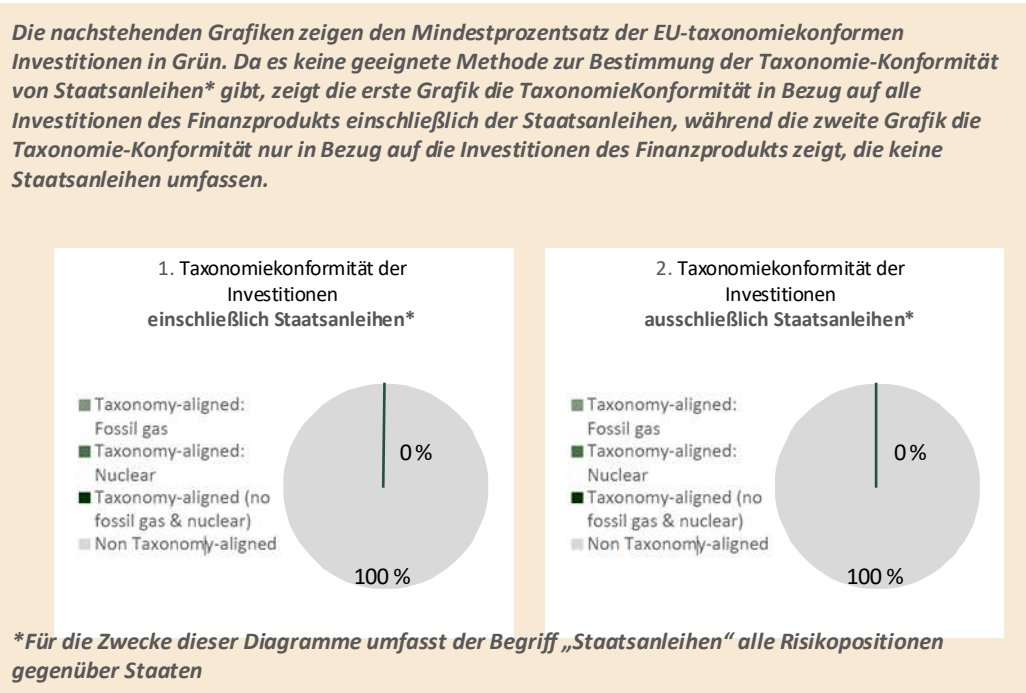 Die nachstehenden Grafiken zeigen den Mindestprozentsatz der EU-taxonomiekonformen
Investitionen in Grün. Da es keine geeignete Methode zur Bestimmung der Taxonomie-Konformität
von Staatsanleihen* gibt, zeigt die erste Grafik die TaxonomieKonformität in Bezug auf alle
Investitionen des Finanzprodukts einschließlich der Staatsanleihen, während die zweite Grafik die
Taxonomie-Konformität nur in Bezug auf die Investitionen des Finanzprodukts zeigt, die keine
Staatsanleihen umfassen.
1. Taxonomiekonformität der
Investitionen
einschließlich Staatsanleihen*
Taxonomy-aligned:
Fossil gas
Taxonomy-aligned:
Nuclear
Taxonomy-aligned (no
fossil gas & nuclear)
Non Taxonomy-aligned
0 %
100 %
2. Taxonomiekonformität der
Investitionen
ausschließlich Staatsanleihen*
Taxonomy-aligned:
Fossil gas
Taxonomy-aligned:
Nuclear
Taxonomy-aligned (no
fossil gas & nuclear)
Non Taxonomy-aligned
0 %
100 %
*Für die Zwecke dieser Diagramme umfasst der Begriff „Staatsanleihen“ alle Risikopositionen
gegenüber Staaten